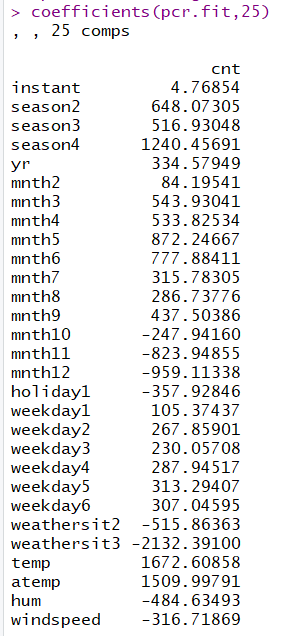 > coefficients(pcr.fit,25)
, , 25 comps
cnt
instant 4.76854
season2 648.07305
season3 516.93048
season4 1240.45691
yr 334.57949
mnth2 84.19541
mnth3 543.93041
mnth4 533.82534
mnth5 872.24667
mnth6 777.88411
mnth7 315.78305
mnth8 286.73776
mnth9 437.50386
mnth10 -247.94160
mnth11 -823.94855
mnth12 -959.11338
holiday1 -357.92846
weekday1 105.37437
weekday2 267.85901
weekday3 230.05708
weekday4 287.94517
weekday5 313.29407
weekday6 307.04595
weathersit2 -515.86363
weathersit3 -2132.39100
temp 1672.60858
atemp 1509.99791
hum -484.63493
windspeed -316.71869